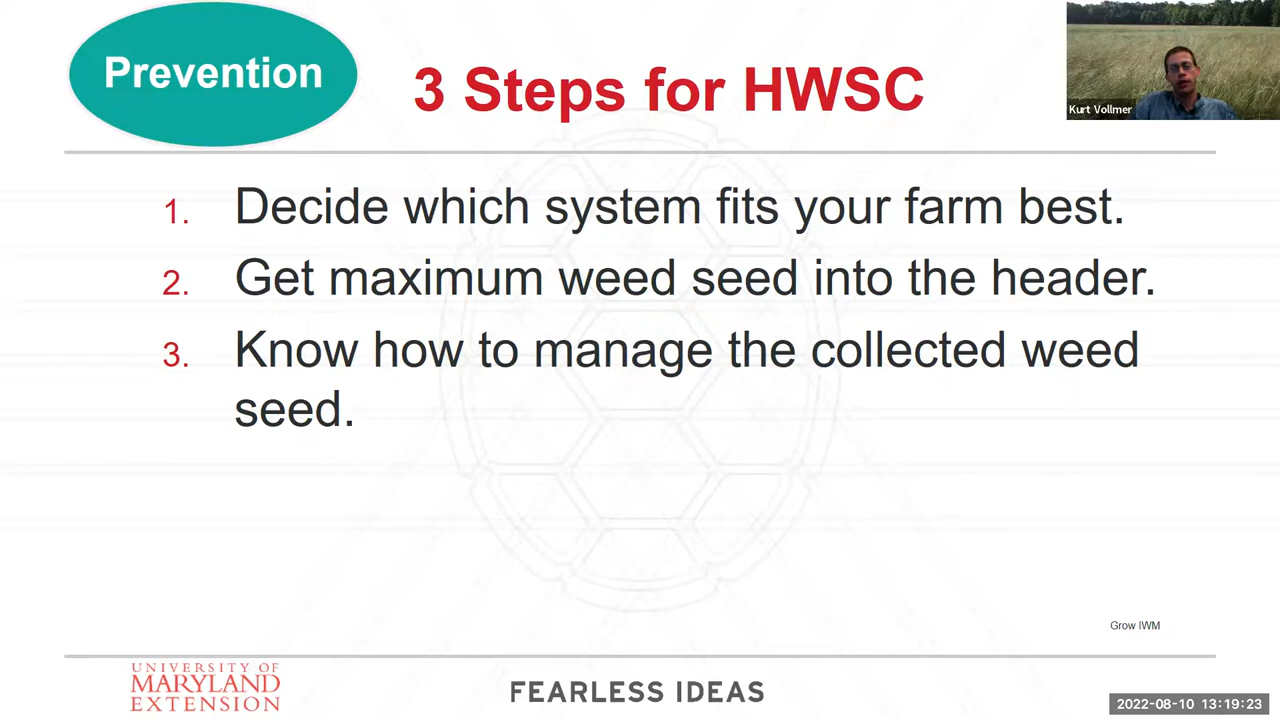 Prevention
3 Steps for HWSC
Kurt Vollmer
1. Decide which system fits your farm best.
2. Get maximum weed seed into the header.
3. Know how to manage the collected weed
seed.
Grow IWM
UNIVERSITY OF
MARYLAND
EXTENSION
FEARLESS IDEAS
2022-08-10 13:19:23